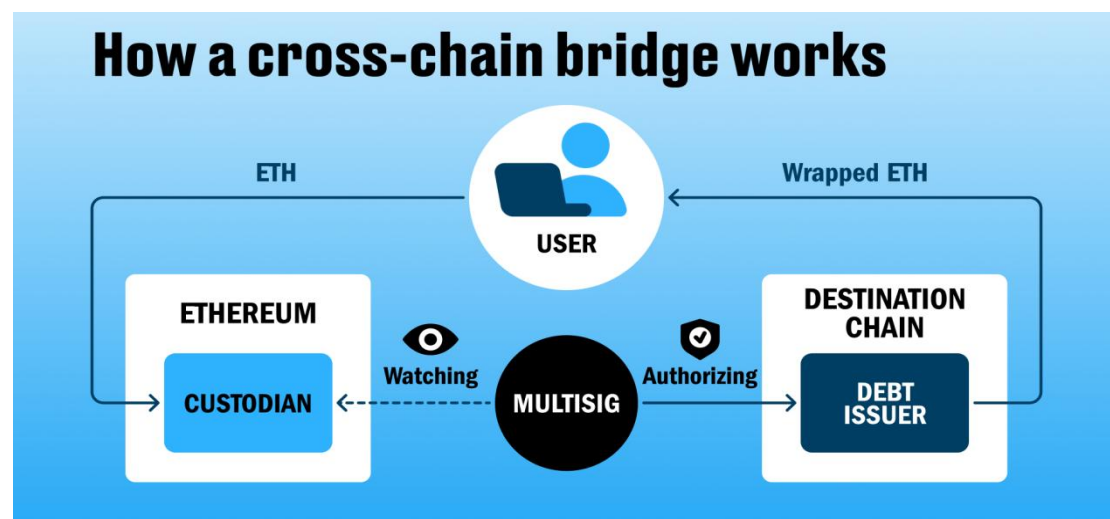 How a cross-chain bridge works
ETH
Wrapped ETH
USER
ETHEREUM
DESTINATION
CHAIN
Watching
Authorizing
CUSTODIAN
MULTISIG
DEBT
ISSUER